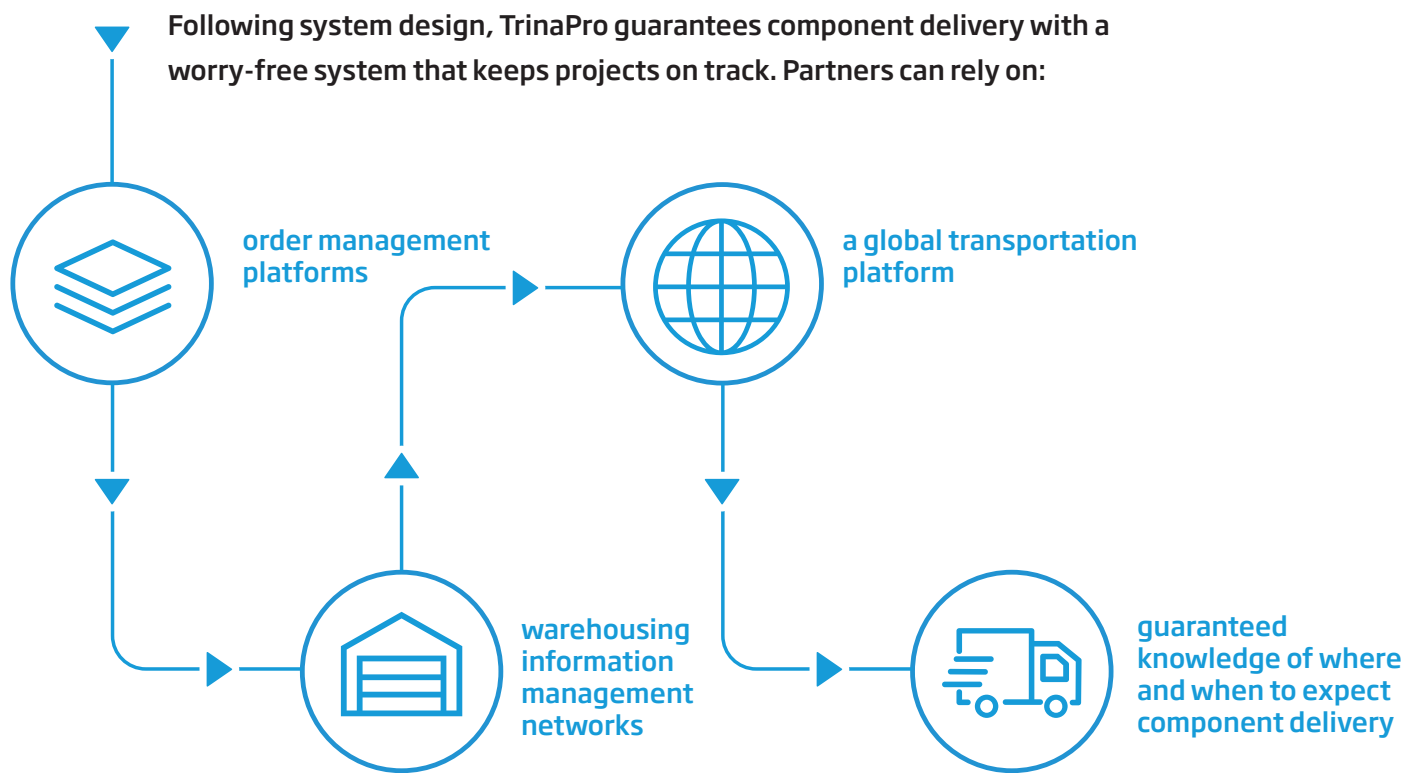 Following system design, TrinaPro guarantees component delivery with a
worry-free system that keeps projects on track. Partners can rely on:
order management
platforms
a global transportation
platform
warehousing
information
management
networks
guaranteed
knowledge of where
and when to expect
component delivery